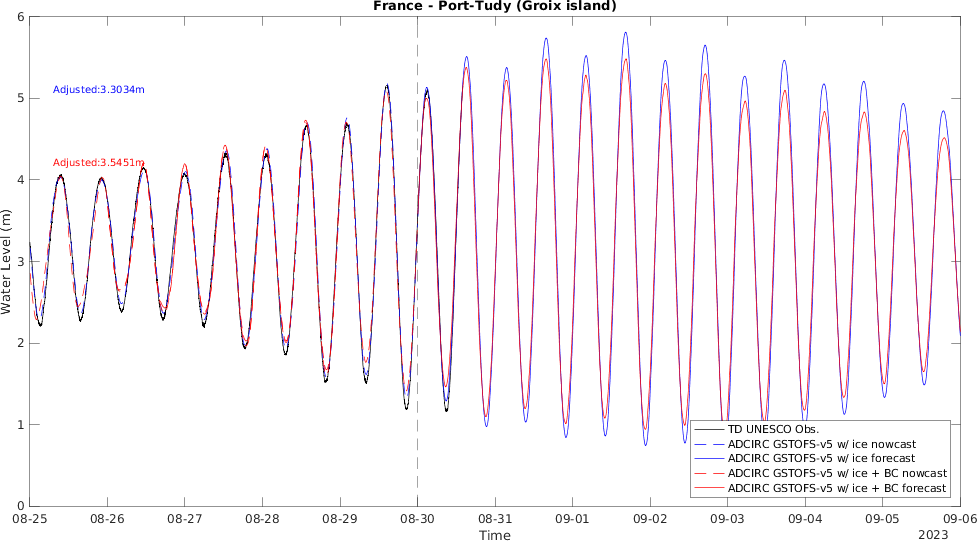 France - Port-Tudy (Groix island)
Water Level (m)
6
5
4
3
2
1
0
Adjusted:3.3034m
Adjusted:3.5451m
TD UNESCO Obs.
ADCIRC GSTOFS-v5 w/ ice nowcast
ADCIRC GSTOFS-v5 w/ ice forecast
ADCIRC GSTOFS-v5 w/ ice + BC nowcast
ADCIRC GSTOFS-v5 w/ ice + BC forecast
08-25 08-26 08-27 08-28 08-29 08-30 08-31 09-01 09-02 09-03 09-04 09-05 09-06
Time
2023